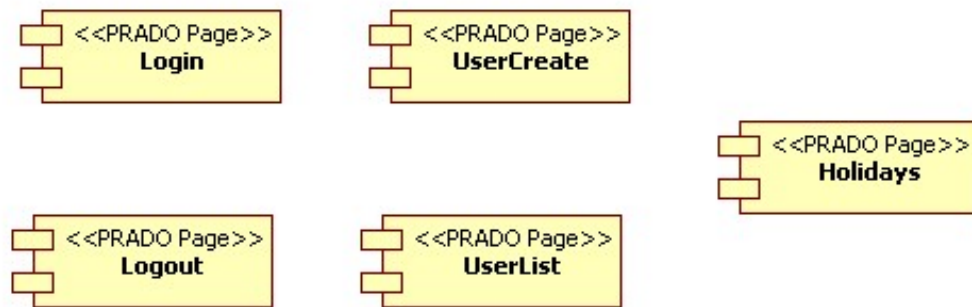 <<PRADO Page>>
Login
<<PRADO Page>>
UserCreate
<<PRADO Page>>
Holidays
<<PRADO Page>>
Logout
<<PRADO Page>>
UserList